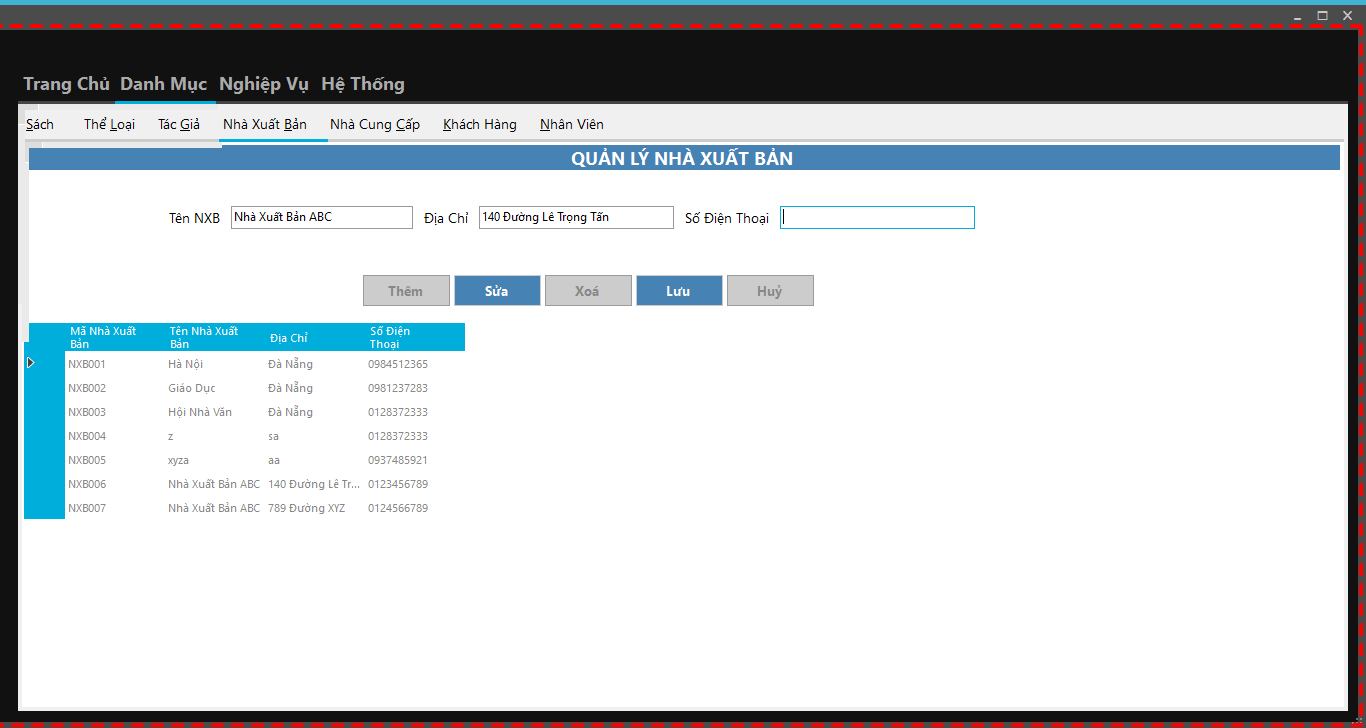 Trang Chủ Danh Mục Nghiệp Vụ Hệ Thống
Sách Thể Loại Tác Giả Nhà Xuất Bản Nhà Cung Cấp Khách Hàng Nhân Viên
QUẢN LÝ NHÀ XUẤT BẢN
Tên NXB Nhà Xuất Bản ABC Địa Chỉ 140 Đường Lê Trọng Tấn Số Điện Thoại
Thêm Sửa Xoá Lưu Huỷ
Mã Nhà Xuất Bản Tên Nhà Xuất Bản Địa Chỉ Số Điện Thoại
NXB001 Hà Nội Đà Nẵng 0984512365
NXB002 Giáo Dục Đà Nẵng 0981237283
NXB003 Hội Nhà Văn Đà Nẵng 0128372333
NXB004 z sa 0128372333
NXB005 xyza aa 0937485921
NXB006 Nhà Xuất Bản ABC 140 Đường Lê Tr... 0123456789
NXB007 Nhà Xuất Bản ABC 789 Đường XYZ 0124566789